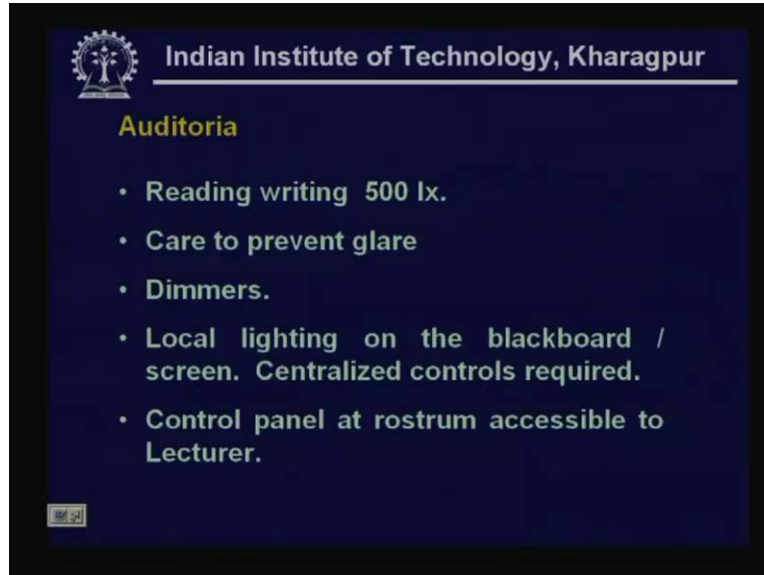 Indian Institute of Technology, Kharagpur
Auditoria
• Reading writing 500 lx.
• Care to prevent glare
• Dimmers.
• Local lighting on the blackboard /
screen. Centralized controls required.
• Control panel at rostrum accessible to
Lecturer.